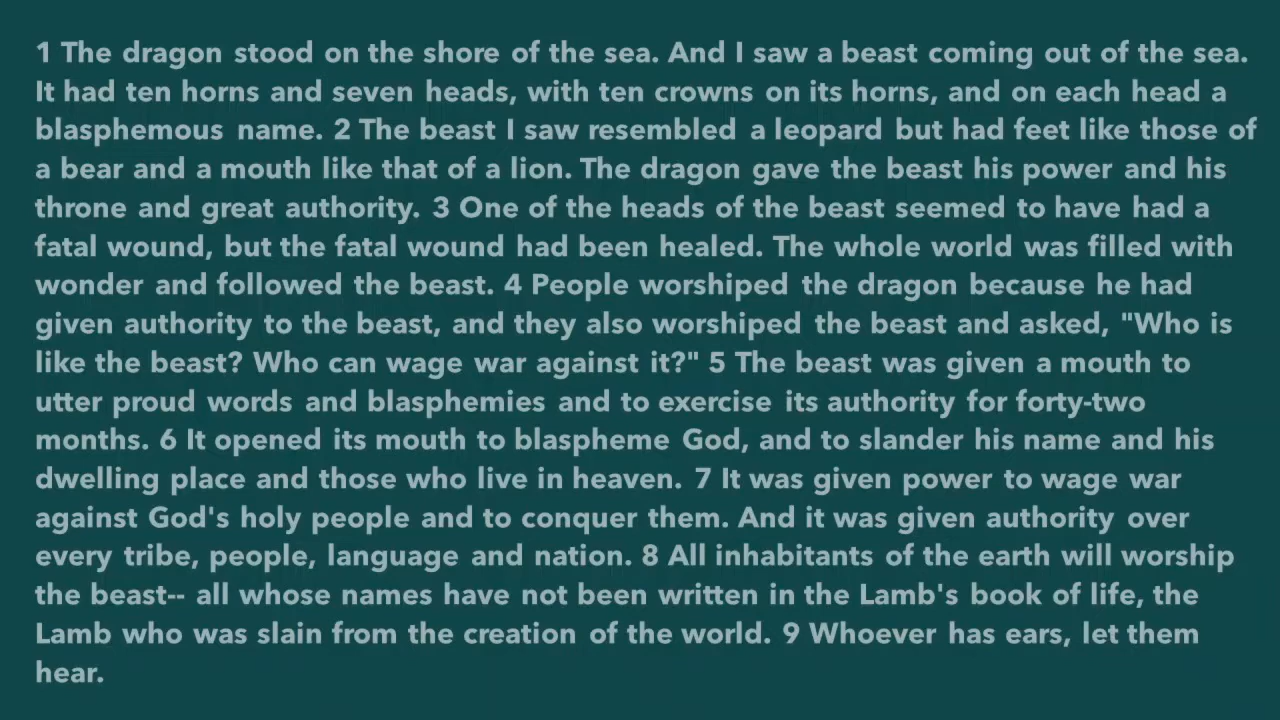 1 The dragon stood on the shore of the sea. And I saw a beast coming out of the sea.
It had ten horns and seven heads, with ten crowns on its horns, and on each head a
blasphemous name. 2 The beast I saw resembled a leopard but had feet like those of
a bear and a mouth like that of a lion. The dragon gave the beast his power and his
throne and great authority. 3 One of the heads of the beast seemed to have had a
fatal wound, but the fatal wound had been healed. The whole world was filled with
wonder and followed the beast. 4 People worshiped the dragon because he had
given authority to the beast, and they also worshiped the beast and asked, "Who is
like the beast? Who can wage war against it?" 5 The beast was given a mouth to
utter proud words and blasphemies and to exercise its authority for forty-two
months. 6 It opened its mouth to blaspheme God, and to slander his name and his
dwelling place and those who live in heaven. 7 It was given power to wage war
against God's holy people and to conquer them. And it was given authority over
every tribe, people, language and nation. 8 All inhabitants of the earth will worship
the beast-- all whose names have not been written in the Lamb's book of life, the
Lamb who was slain from the creation of the world. 9 Whoever has ears, let them
hear.